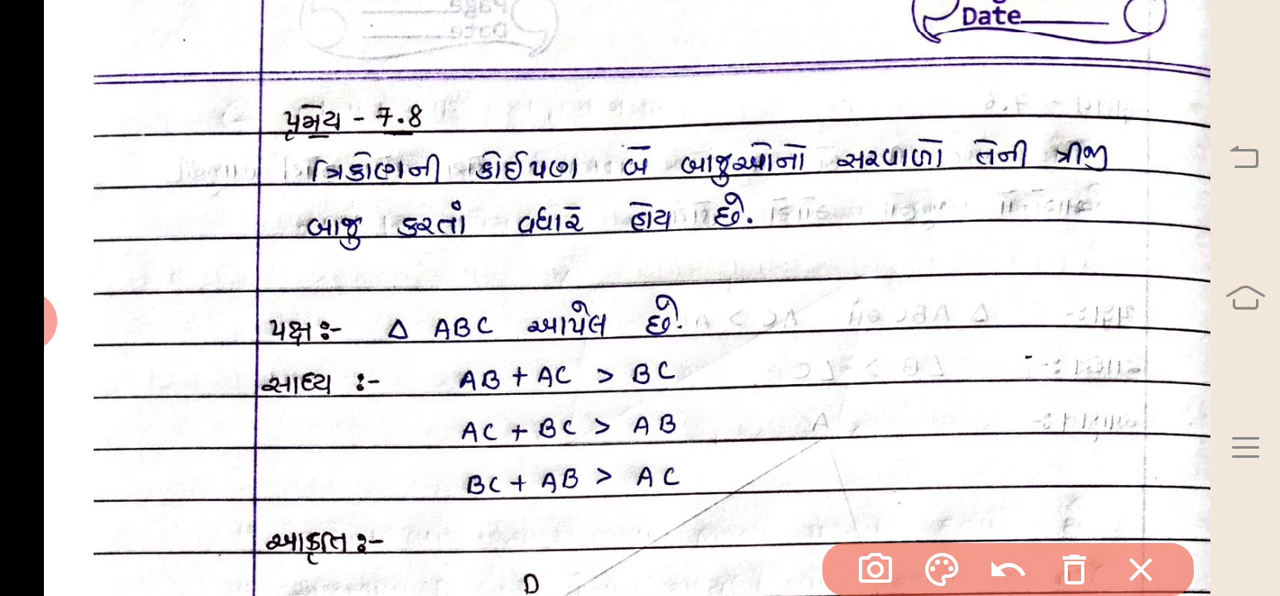 Date
પ્રમેય - 7.8
ત્રિકોણની કોઈપણ બે બાજુઓનો સરવાળો તેની ત્રીજી
બાજુ કરતાં વધારે હોય છે.
પક્ષ :- △ ABC આપેલ છે.
સાધ્ય :- AB + AC > BC
AC + BC > AB
BC + AB > AC
આકૃતિ :-
D